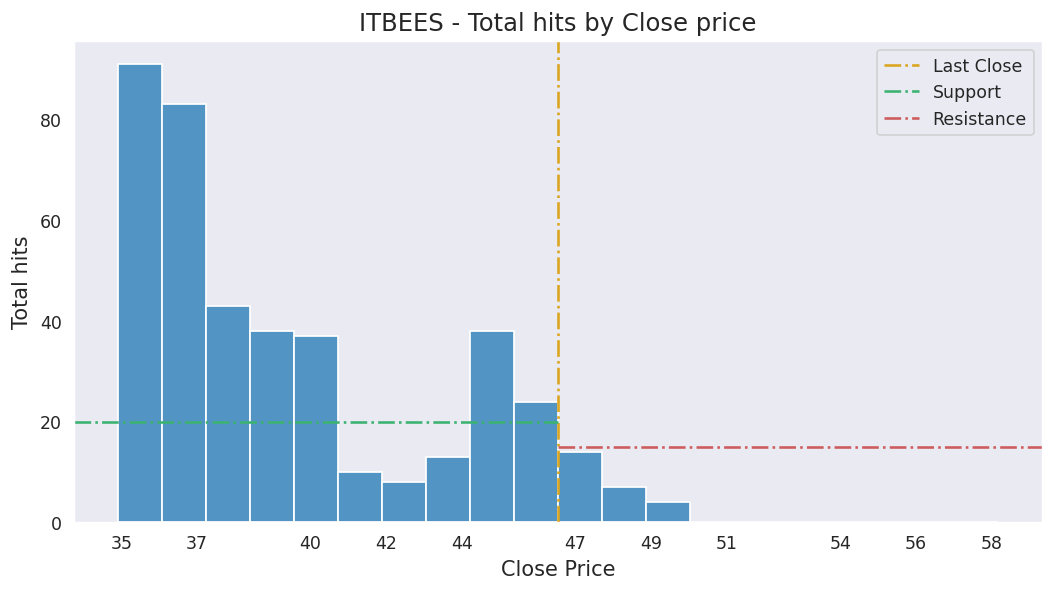 ITBEES - Total hits by Close price
Last Close
Support
Resistance
Total hits
80
60
40
20
0
35 37 40 42 44 47 49 51 54 56 58
Close Price